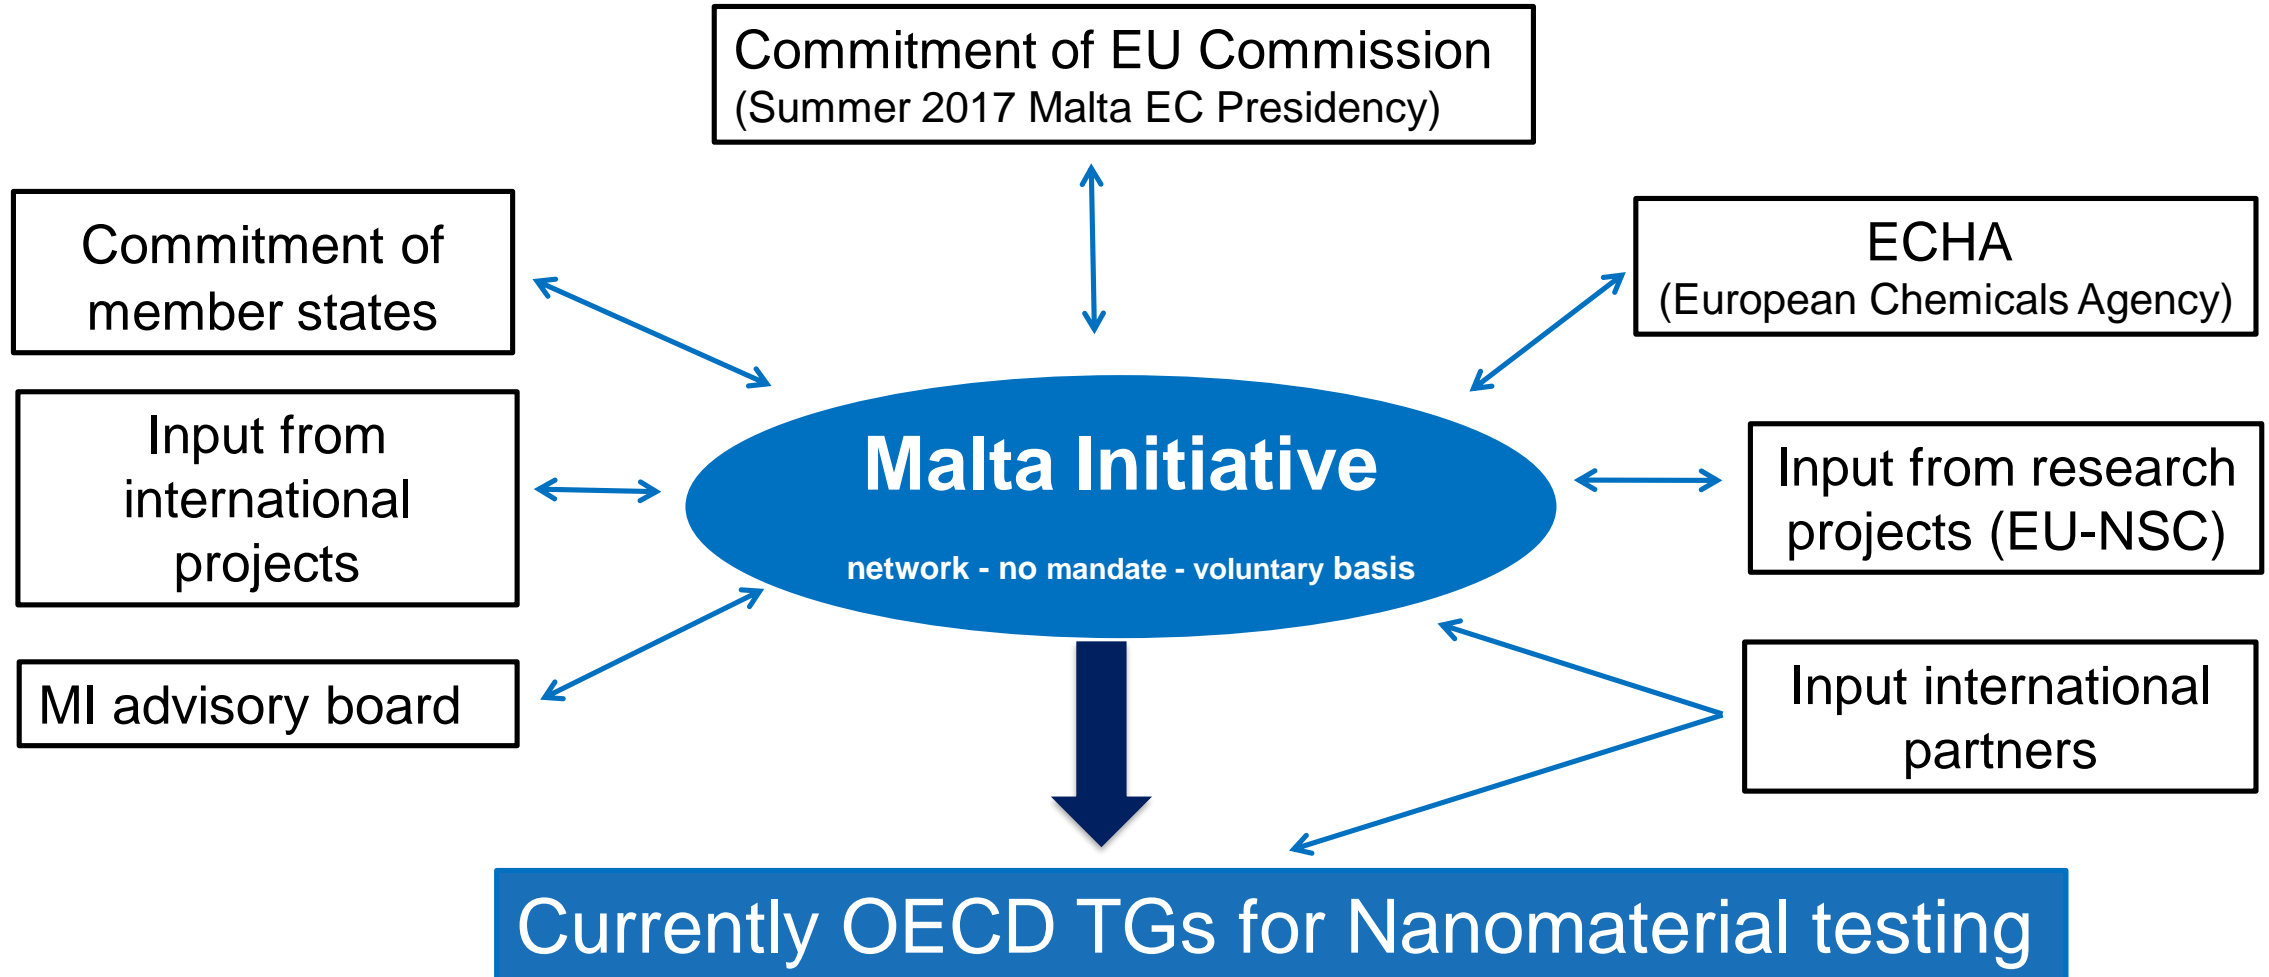 Commitment of EU Commission
(Summer 2017 Malta EC Presidency)
Commitment of
member states
ECHA
(European Chemicals Agency)
Input from
international
projects
Malta Initiative
network - no mandate - voluntary basis
Input from research
projects (EU-NSC)
MI advisory board
Input international
partners
Currently OECD TGs for Nanomaterial testing